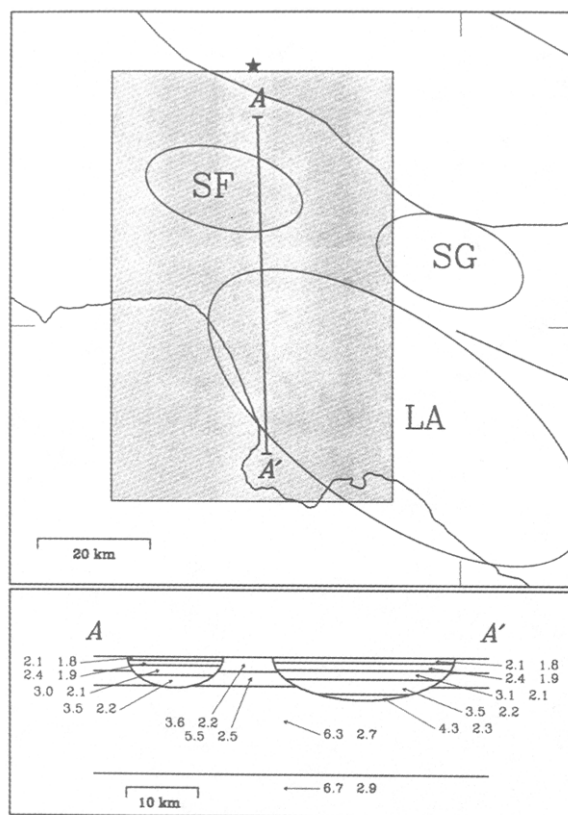 A
SF
SG
LA
A′
20 km
A A′
2.1 1.8 2.1 1.8
2.4 1.9 2.4 1.9
3.0 2.1 3.1 2.1
3.5 2.2 3.5 2.2
3.6 2.2 4.3 2.3
5.5 2.5
6.3 2.7
6.7 2.9
10 km